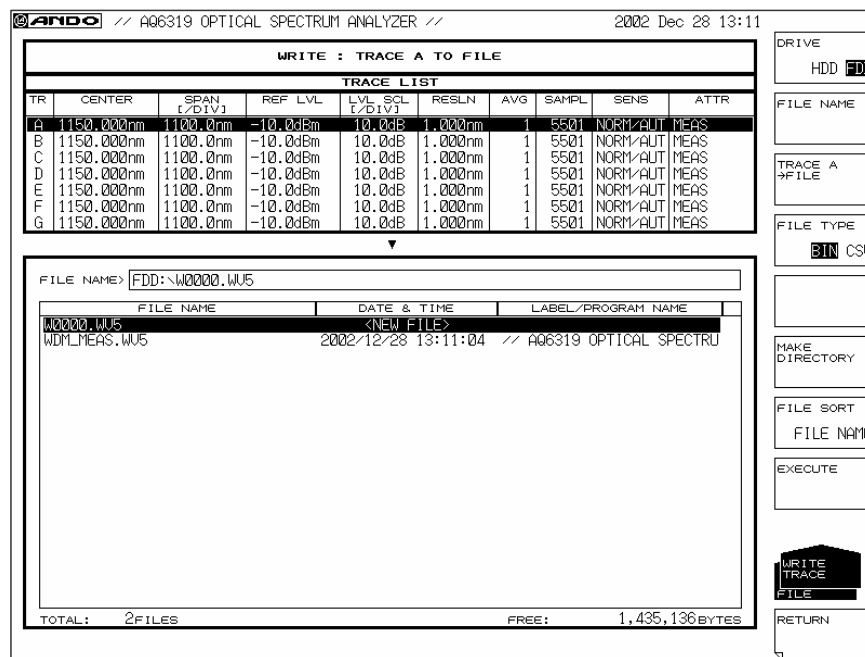 ANDO // AQ6319 OPTICAL SPECTRUM ANALYZER // 2002 Dec 28 13:11
WRITE : TRACE A TO FILE
TRACE LIST
TR CENTER SPAN [/DIV] REF LVL LVL SCL [/DIV] RESLN AVG SAMPL SENS ATTR
A 1150.000nm 1100.0nm -10.0dBm 10.0dB 1.000nm 1 5501 NORM/AUT MEAS
B 1150.000nm 1100.0nm -10.0dBm 10.0dB 1.000nm 1 5501 NORM/AUT MEAS
C 1150.000nm 1100.0nm -10.0dBm 10.0dB 1.000nm 1 5501 NORM/AUT MEAS
D 1150.000nm 1100.0nm -10.0dBm 10.0dB 1.000nm 1 5501 NORM/AUT MEAS
E 1150.000nm 1100.0nm -10.0dBm 10.0dB 1.000nm 1 5501 NORM/AUT MEAS
F 1150.000nm 1100.0nm -10.0dBm 10.0dB 1.000nm 1 5501 NORM/AUT MEAS
G 1150.000nm 1100.0nm -10.0dBm 10.0dB 1.000nm 1 5501 NORM/AUT MEAS
▼
FILE NAME> FDD:\W0000.WV5
FILE NAME DATE & TIME LABEL/PROGRAM NAME
W0000.WV5 <NEW FILE>
WDM_MEAS.WV5 2002/12/28 13:11:04 // AQ6319 OPTICAL SPECTRU
TOTAL: 2FILES FREE: 1,435,136BYTES
DRIVE
HDD
FILE NAME
TRACE A
→FILE
FILE TYPE
BIN
MAKE
DIRECTORY
FILE SORT
FILE
EXECUTE
WRITE
TRACE
FILE
RETURN